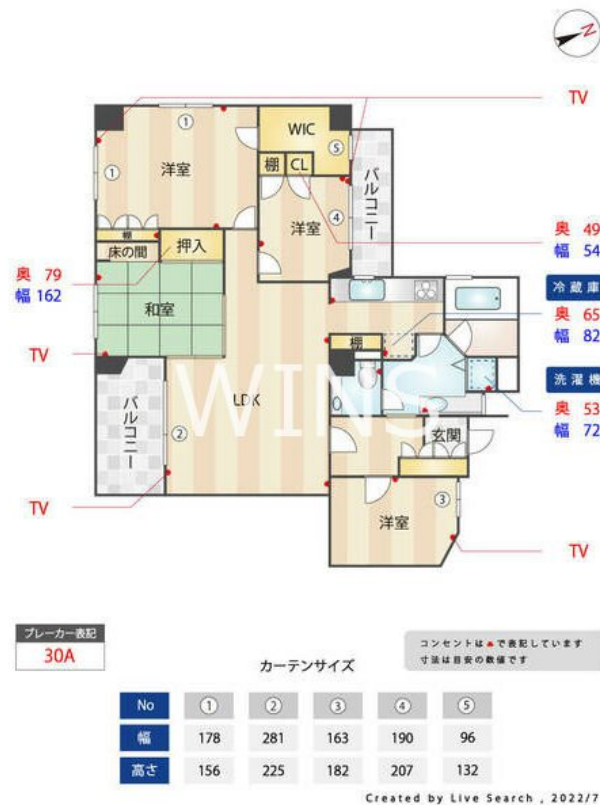 N
TV
①
WIC
⑤
洋室
棚
CL
バルコニー
①
④
洋室
棚
床の間
押入
奥 49
幅 54
奥 79
幅 162
和室
冷蔵庫
奥 65
幅 82
棚
TV
洗濯機
奥 53
幅 72
バルコニー
LDK
WINS
②
玄関
TV
洋室
③
TV
ブレーカー表記
30A
コンセントは で表記しています
寸法は目安の数値です
カーテンサイズ
No ① ② ③ ④ ⑤
幅 178 281 163 190 96
高さ 156 225 182 207 132
Created by Live Search , 2022/7